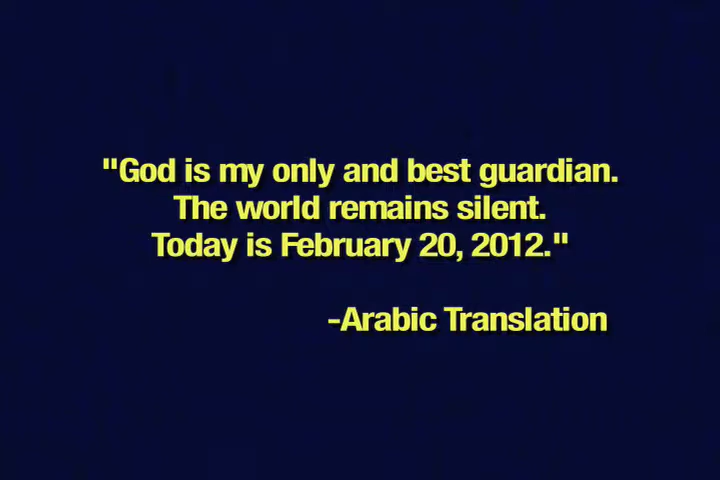 "God is my only and best guardian.
The world remains silent.
Today is February 20, 2012."
-Arabic Translation